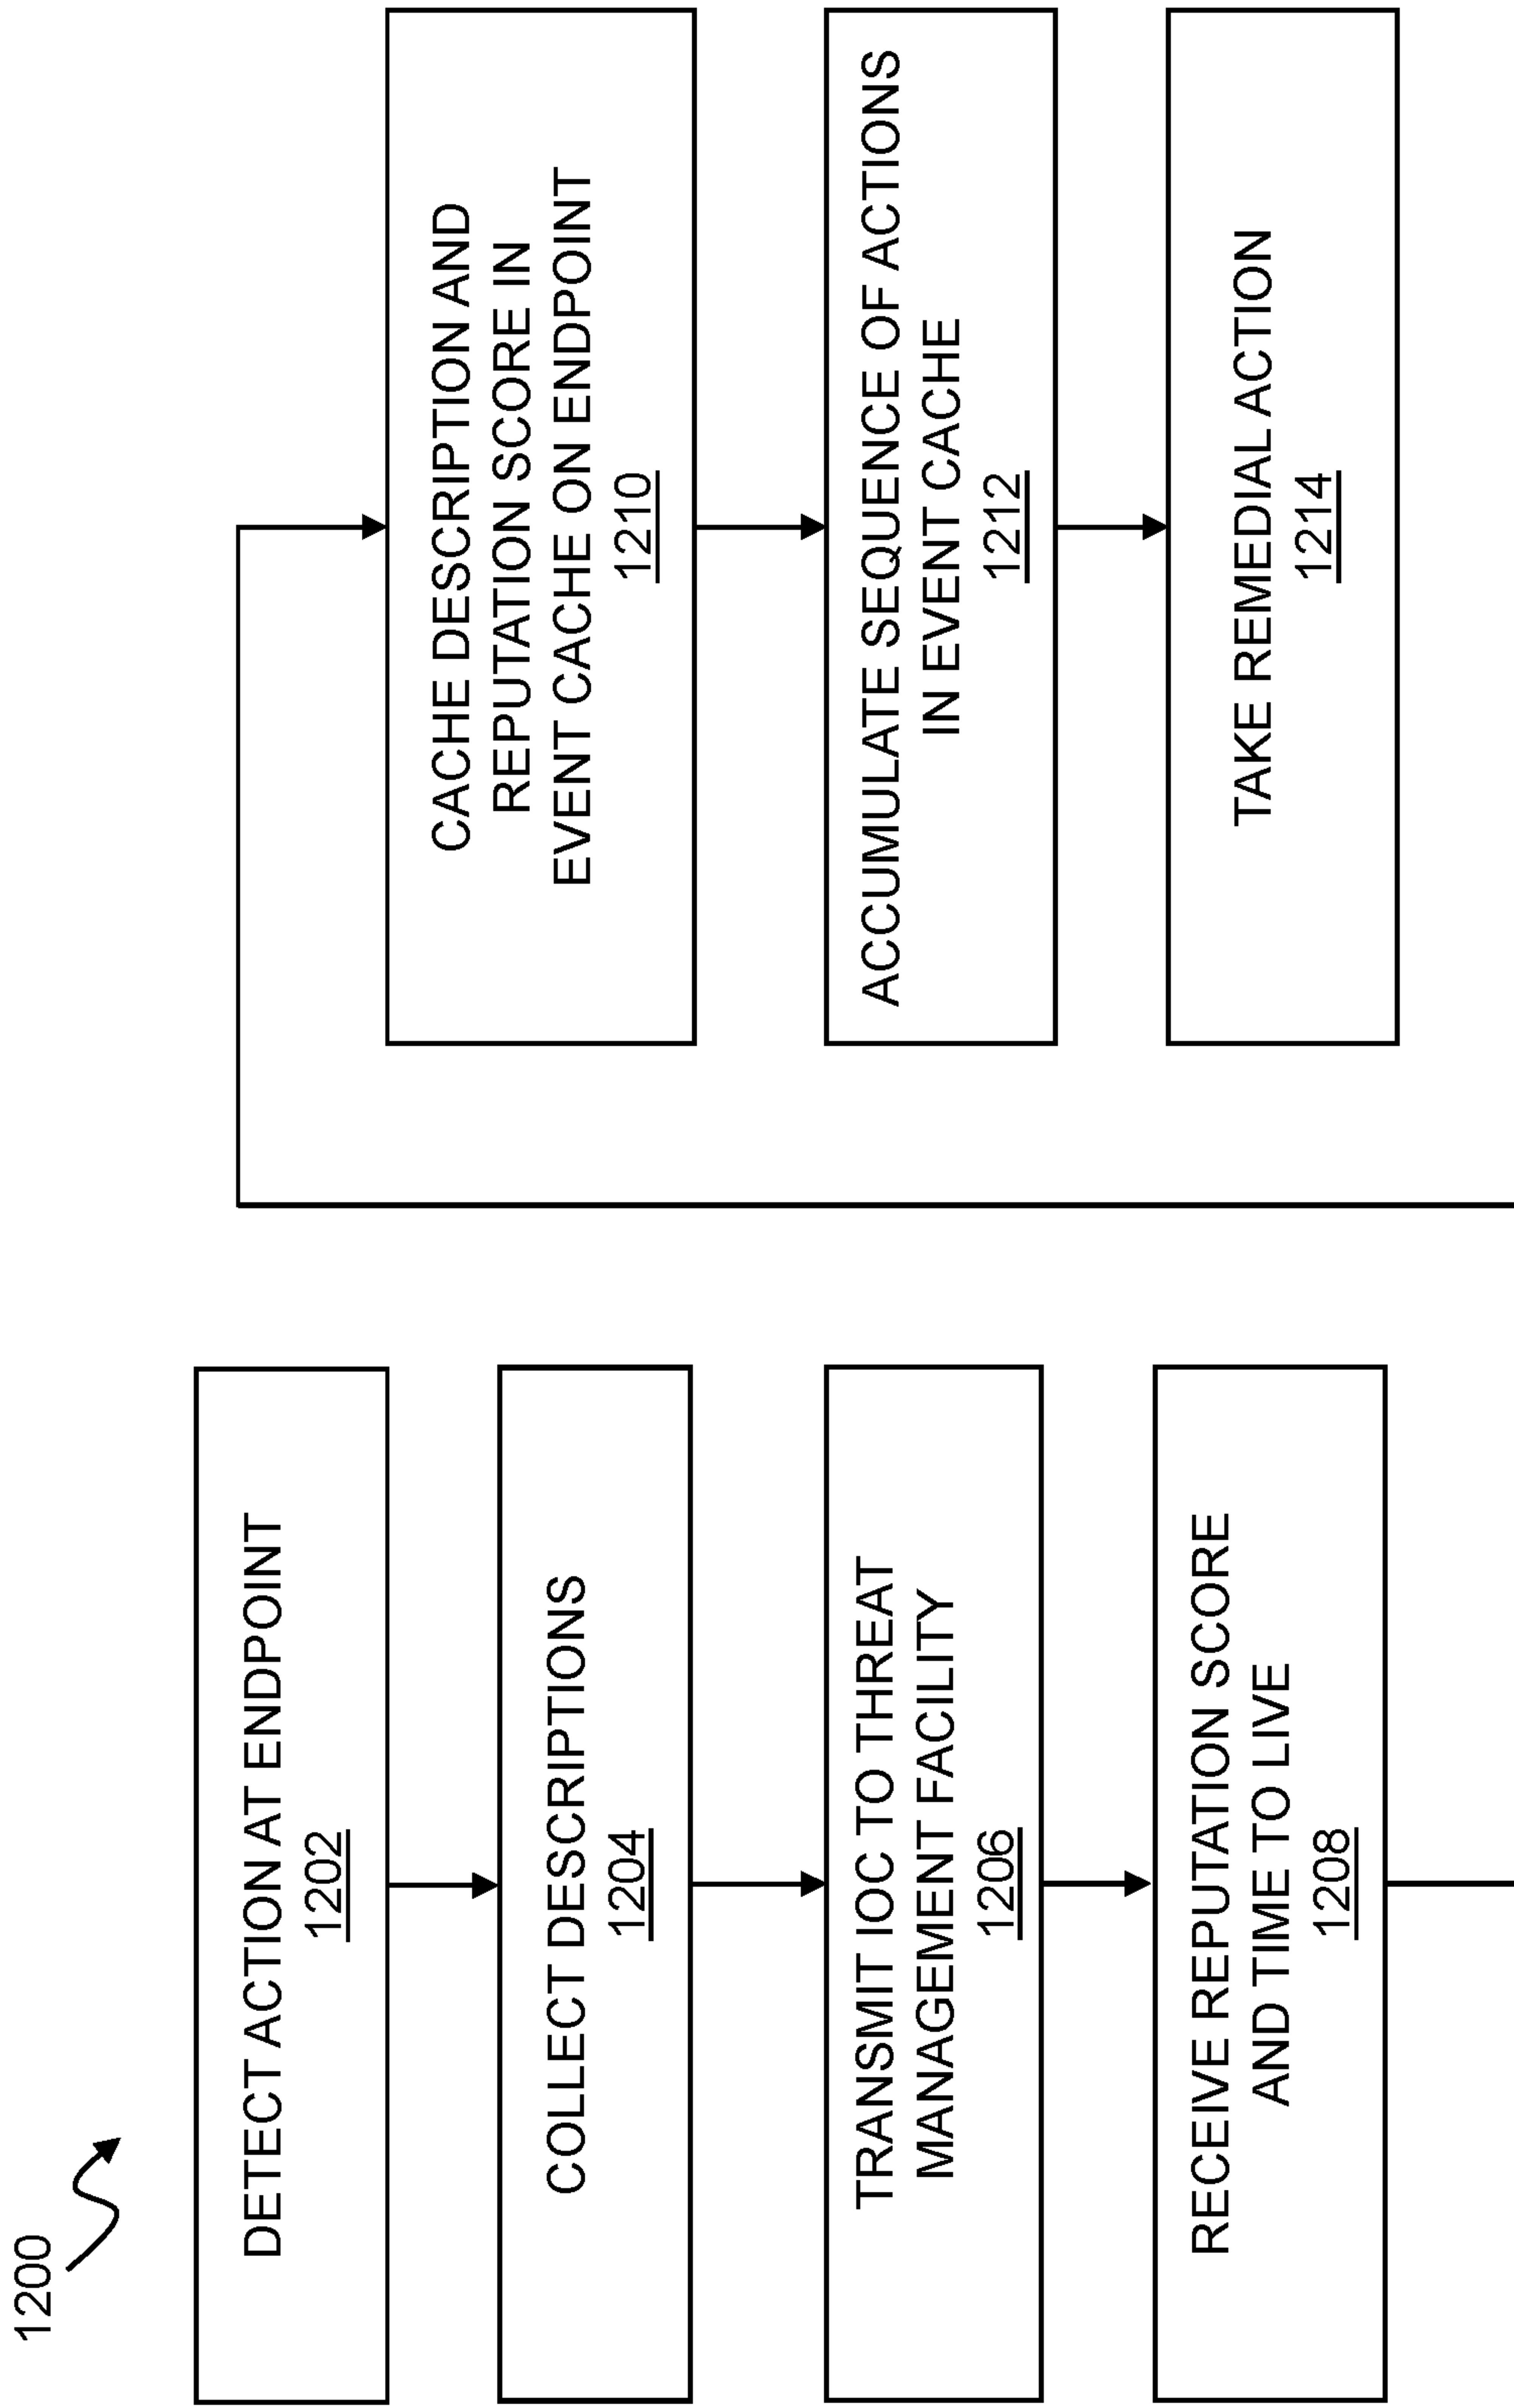 1200
DETECT ACTION AT ENDPOINT
1202
COLLECT DESCRIPTIONS
1204
TRANSMIT IOC TO THREAT
MANAGEMENT FACILITY
1206
RECEIVE REPUTATION SCORE
AND TIME TO LIVE
1208
CACHE DESCRIPTION AND
REPUTATION SCORE IN
EVENT CACHE ON ENDPOINT
1210
ACCUMULATE SEQUENCE OF ACTIONS
IN EVENT CACHE
1212
TAKE REMEDIAL ACTION
1214